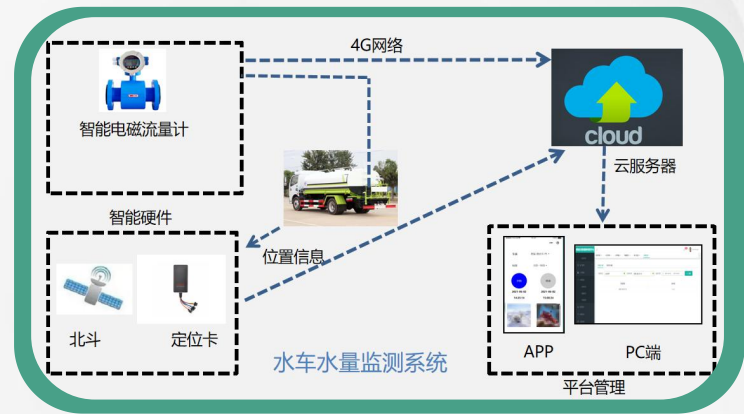 4G网络
智能电磁流量计
cloud
云服务器
智能硬件
位置信息
北斗
定位卡
水车水量监测系统
APP
PC端
平台管理